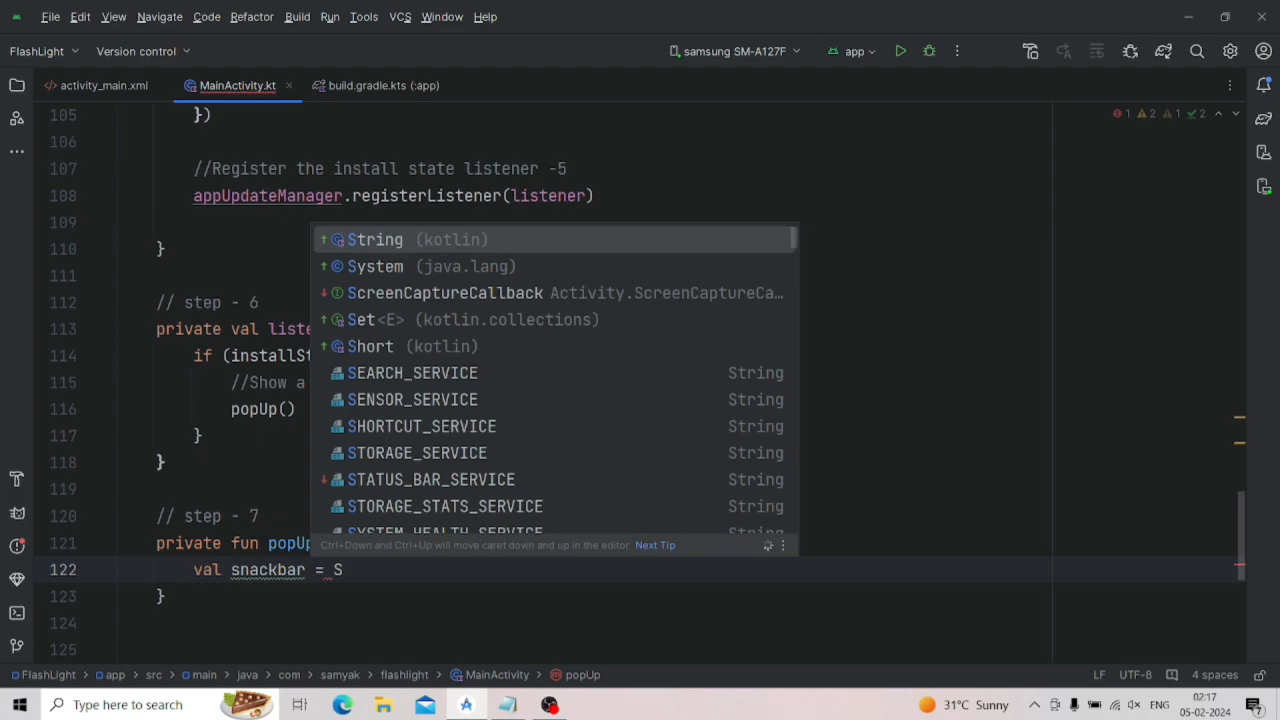 File Edit View Navigate Code Refactor Build Run Tools VCS Window Help
FlashLight Version control samsung SM-A127F app
activity_main.xml MainActivity.kt build.gradle.kts (:app)
105 })
1 2 1 2
106
107 //Register the install state listener -5
108 appUpdateManager.registerListener(listener)
109
110 }
111
112 // step - 6
113 private val liste
114 if (installSt
115 //Show a
116 popUp()
117 }
118 }
119
120 // step - 7
121 private fun popUp
122 val snackbar = S
123 }
124
125
String (kotlin)
System (java.lang)
ScreenCaptureCallback Activity.ScreenCaptureCa...
Set<E> (kotlin.collections)
Short (kotlin)
SEARCH_SERVICE String
SENSOR_SERVICE String
SHORTCUT_SERVICE String
STORAGE_SERVICE String
STATUS_BAR_SERVICE String
STORAGE_STATS_SERVICE String
SYSTEM_HEALTH_SERVICE String
Ctrl+Down and Ctrl+Up will move caret down and up in the editor Next Tip
FlashLight app src main java com samyak flashlight MainActivity popUp LF UTF-8 4 spaces
Type here to search 31°C Sunny ENG 02:17
05-02-2024 7